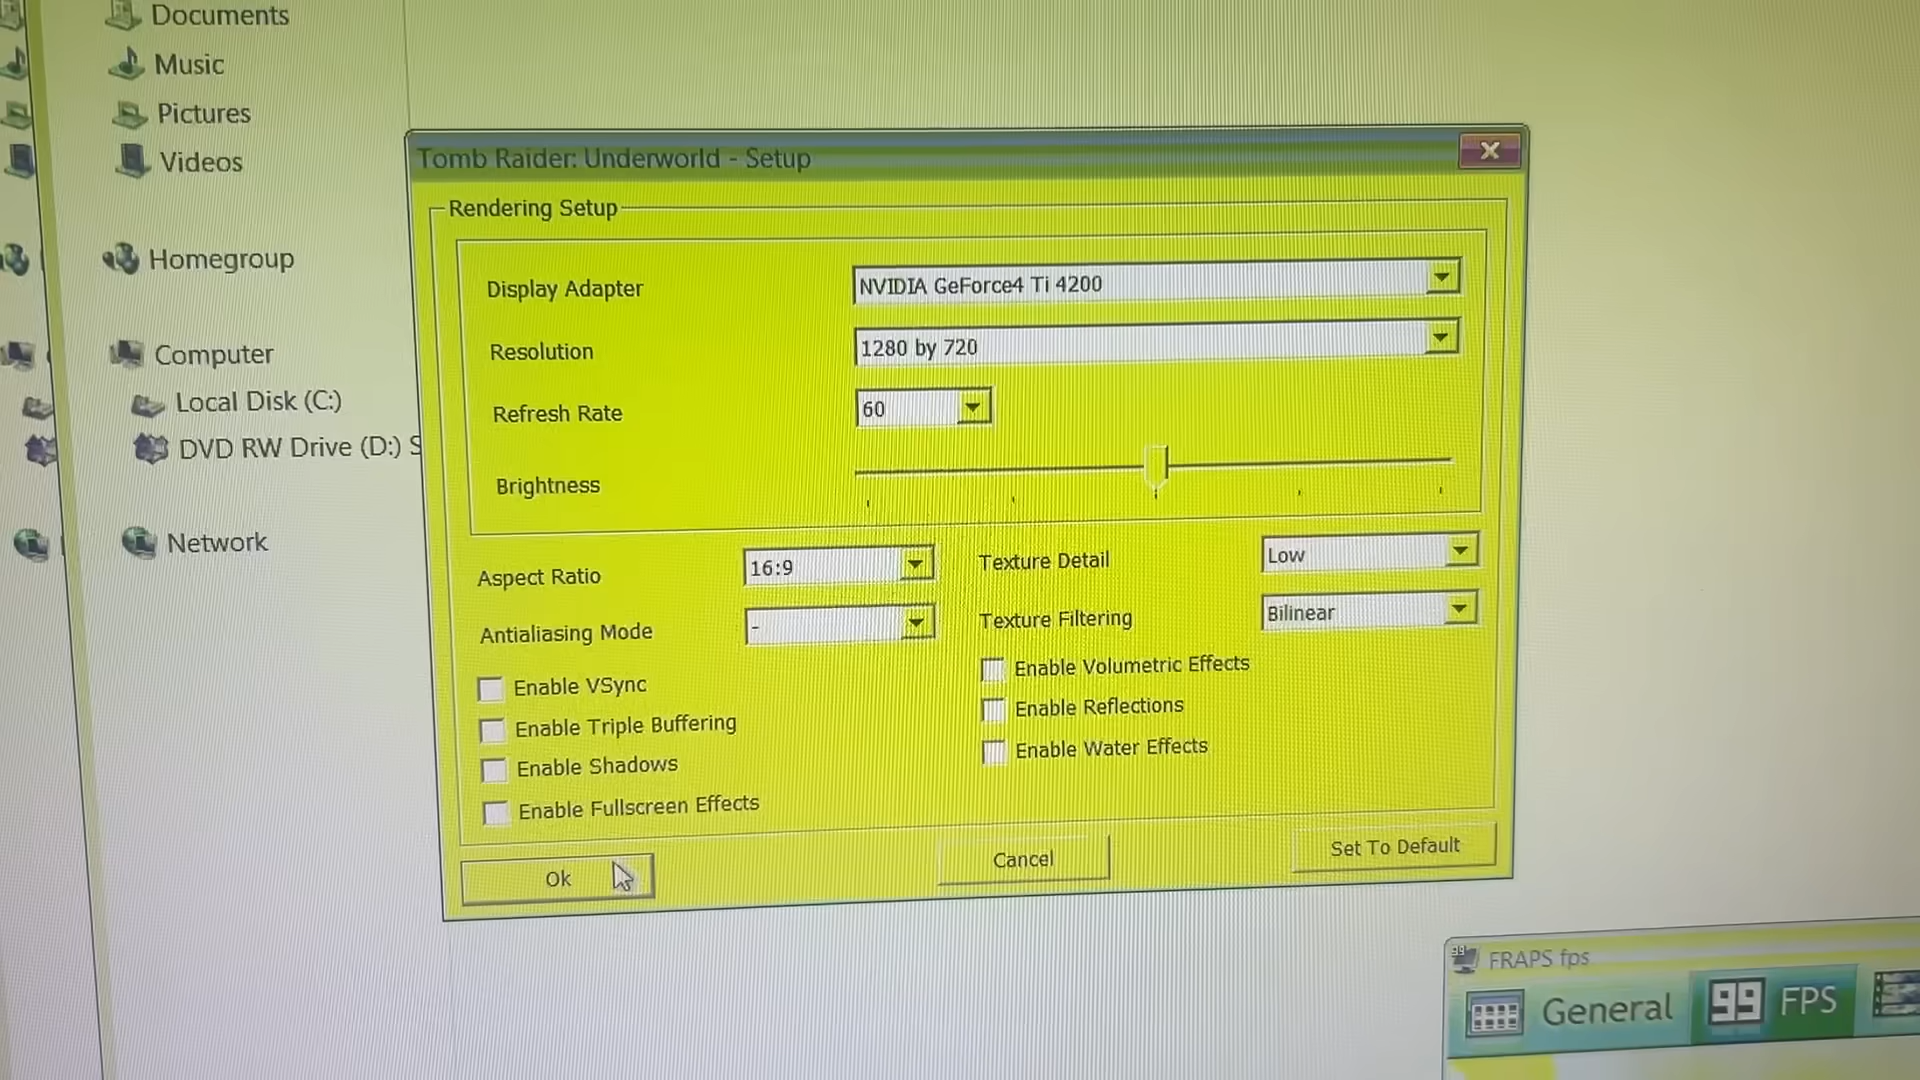 Documents
Music
Pictures
Videos
Homegroup
Computer
Local Disk (C:)
DVD RW Drive (D:) S
Network
Tomb Raider: Underworld - Setup
Rendering Setup
Display Adapter
NVIDIA GeForce4 Ti 4200
Resolution
1280 by 720
Refresh Rate
60
Brightness
Aspect Ratio
16:9
Texture Detail
Low
Antialiasing Mode
-
Texture Filtering
Bilinear
Enable VSync
Enable Volumetric Effects
Enable Triple Buffering
Enable Reflections
Enable Shadows
Enable Water Effects
Enable Fullscreen Effects
Ok
Cancel
Set To Default
99 FRAPS fps
General
99 FPS